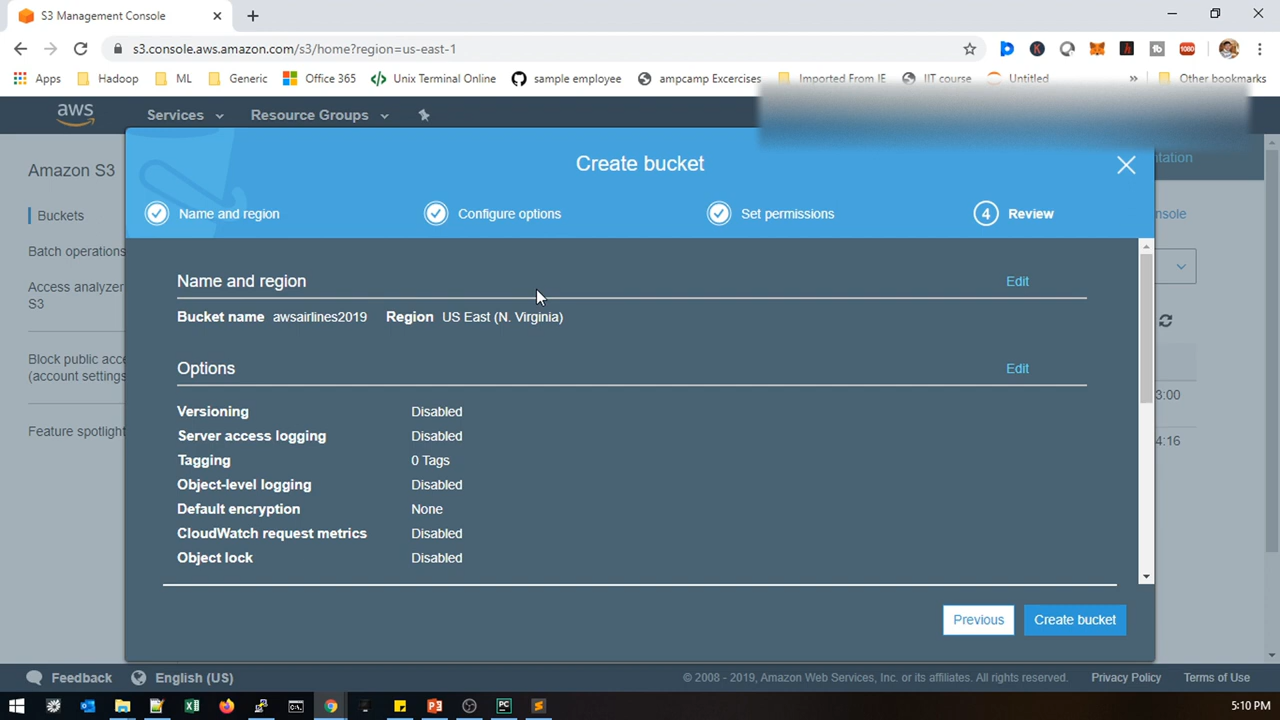 S3 Management Console
s3.console.aws.amazon.com/s3/home?region=us-east-1
Apps Hadoop ML Generic Office 365 Unix Terminal Online sample employee ampcamp Excercises Imported From IE IIT course Untitled » Other bookmarks
aws Services Resource Groups
Create bucket
Name and region Configure options Set permissions 4 Review
Amazon S3
Buckets
Batch operations
Access analyzer
S3
Block public acce
(account settings
Feature spotlight
ntation
nsole
3:00
4:16
Name and region Edit
Bucket name awsairlines2019 Region US East (N. Virginia)
Options Edit
Versioning Disabled
Server access logging Disabled
Tagging 0 Tags
Object-level logging Disabled
Default encryption None
CloudWatch request metrics Disabled
Object lock Disabled
Previous Create bucket
Feedback English (US) © 2008 - 2019, Amazon Web Services, Inc. or its affiliates. All rights reserved. Privacy Policy Terms of Use
5:10 PM